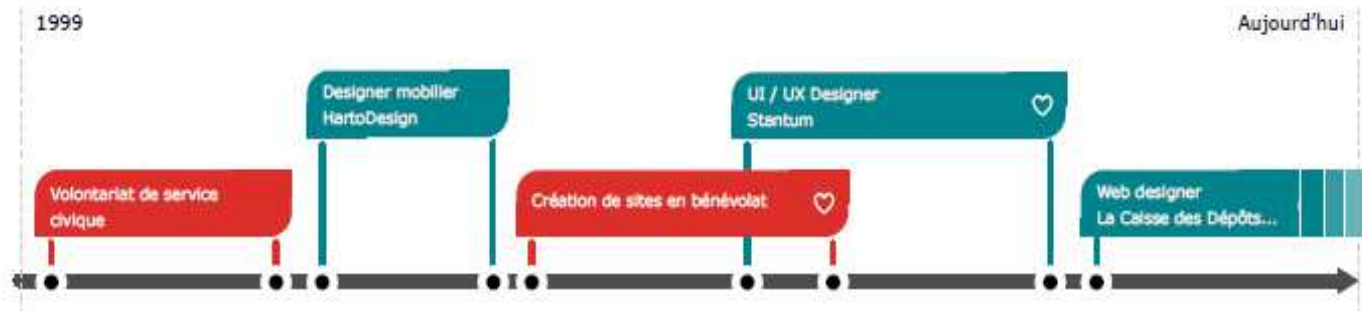 1999
Aujourd'hui
Designer mobilier
HartoDesign
UI / UX Designer
Stantum
Volontariat de service
civique
Création de sites en bénévolat
Web designer
La Caisse des Dépôts...